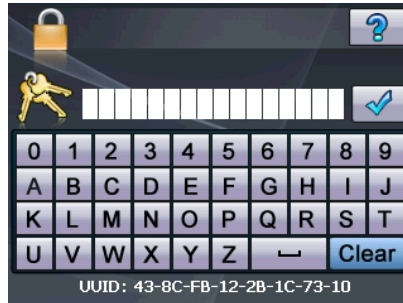 ?
0 1 2 3 4 5 6 7 8 9
A B C D E F G H I J
K L M N O P Q R S T
U V W X Y Z Clear
UUID: 43-8C-FB-12-2B-1C-73-10